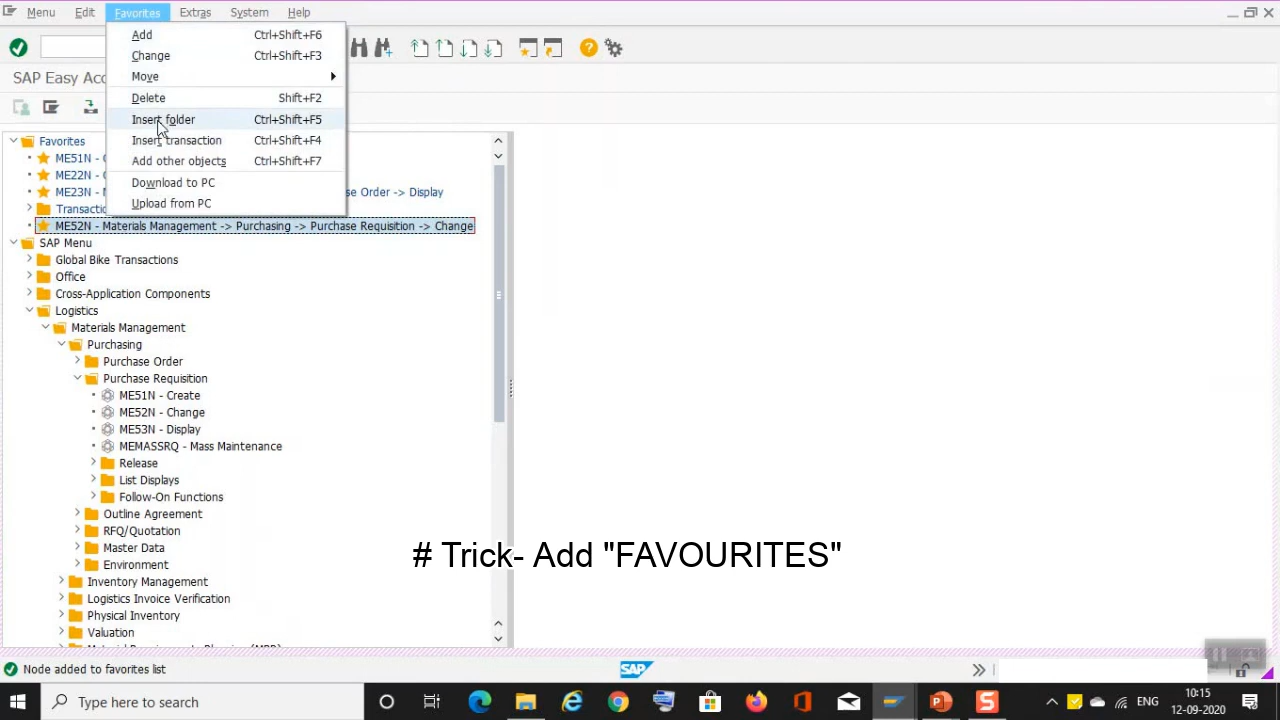 Menu Edit Favorites Extras System Help
Add Ctrl+Shift+F6
Change Ctrl+Shift+F3
Move
Delete Shift+F2
Insert folder Ctrl+Shift+F5
Insert transaction Ctrl+Shift+F4
Add other objects Ctrl+Shift+F7
Download to PC
Upload from PC
SAP Easy Acc
Favorites
ME51N -
ME22N -
ME23N - se Order -> Display
Transactio
ME52N - Materials Management -> Purchasing -> Purchase Requisition -> Change
SAP Menu
Global Bike Transactions
Office
Cross-Application Components
Logistics
Materials Management
Purchasing
Purchase Order
Purchase Requisition
ME51N - Create
ME52N - Change
ME53N - Display
MEMASSRQ - Mass Maintenance
Release
List Displays
Follow-On Functions
Outline Agreement
RFQ/Quotation
Master Data
Environment
Inventory Management
Logistics Invoice Verification
Physical Inventory
Valuation
# Trick- Add "FAVOURITES"
Node added to favorites list
SAP
Type here to search
ENG
10:15
12-09-2020